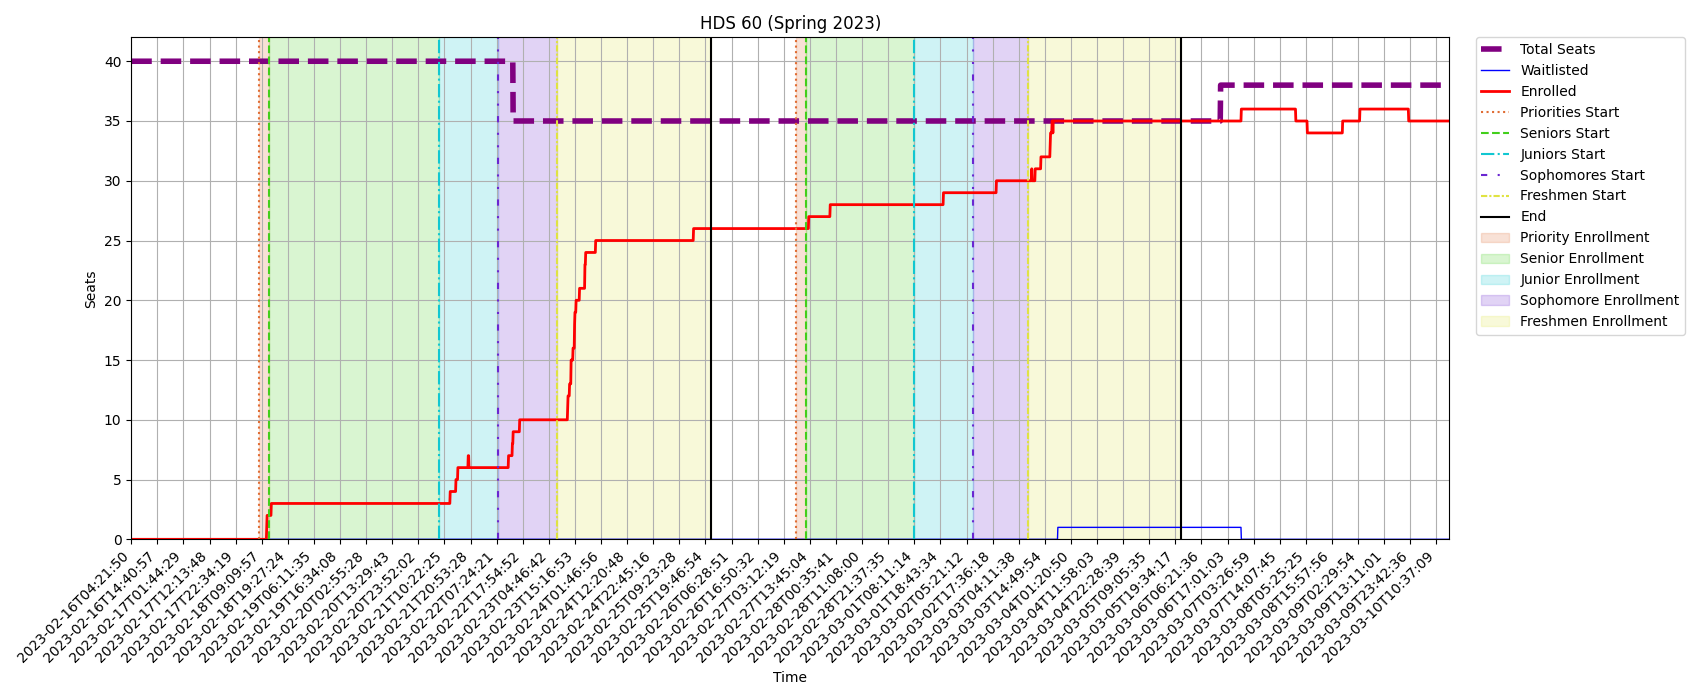 HDS 60 (Spring 2023)
Seats
40
35
30
25
20
15
10
5
0
2023-02-16T04:21:50
2023-02-16T14:40:57
2023-02-17T01:44:29
2023-02-17T12:13:48
2023-02-17T22:34:19
2023-02-18T09:09:57
2023-02-18T19:27:24
2023-02-19T06:11:35
2023-02-19T16:34:08
2023-02-20T02:55:28
2023-02-20T13:29:43
2023-02-20T23:52:02
2023-02-21T10:22:25
2023-02-21T20:53:28
2023-02-22T07:24:21
2023-02-22T17:54:52
2023-02-23T04:46:42
2023-02-23T15:16:53
2023-02-24T01:46:56
2023-02-24T12:20:48
2023-02-24T22:45:16
2023-02-25T09:23:28
2023-02-25T19:46:54
2023-02-26T06:28:51
2023-02-26T16:50:32
2023-02-27T03:12:19
2023-02-27T13:45:04
2023-02-28T00:35:41
2023-02-28T11:08:00
2023-02-28T21:37:35
2023-03-01T08:11:14
2023-03-01T18:43:34
2023-03-02T05:21:12
2023-03-02T17:36:18
2023-03-03T04:11:38
2023-03-03T14:49:54
2023-03-04T01:20:50
2023-03-04T11:58:03
2023-03-04T22:28:39
2023-03-05T09:05:35
2023-03-05T19:34:17
2023-03-06T06:21:36
2023-03-06T17:01:03
2023-03-07T03:26:59
2023-03-07T14:07:45
2023-03-08T05:25:25
2023-03-08T15:57:56
2023-03-09T02:29:54
2023-03-09T13:11:01
2023-03-09T23:42:36
2023-03-10T10:37:09
Time
Total Seats
Waitlisted
Enrolled
Priorities Start
Seniors Start
Juniors Start
Sophomores Start
Freshmen Start
End
Priority Enrollment
Senior Enrollment
Junior Enrollment
Sophomore Enrollment
Freshmen Enrollment